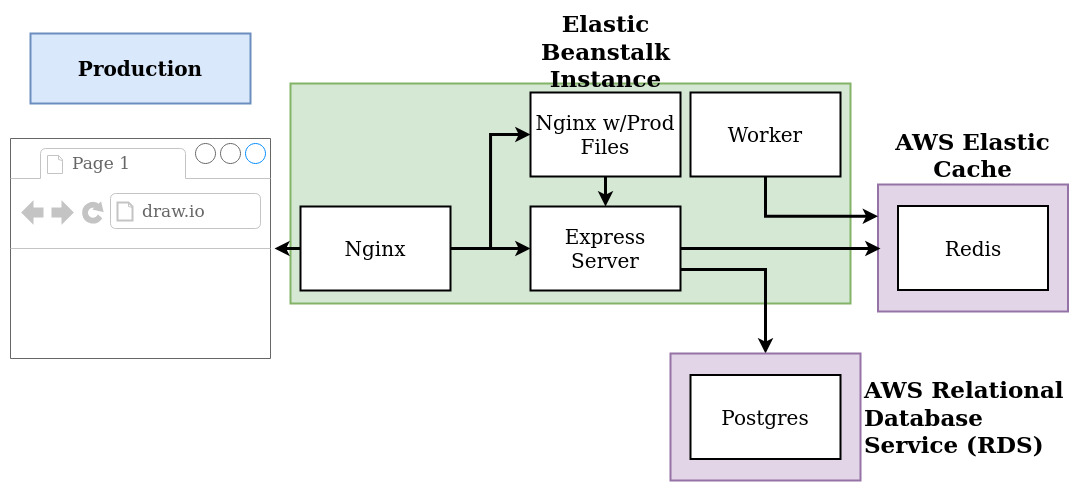 Production
Elastic
Beanstalk
Instance
Page 1
draw.io
Nginx
Nginx w/Prod
Files
Worker
Express
Server
AWS Elastic
Cache
Redis
Postgres
AWS Relational
Database
Service (RDS)